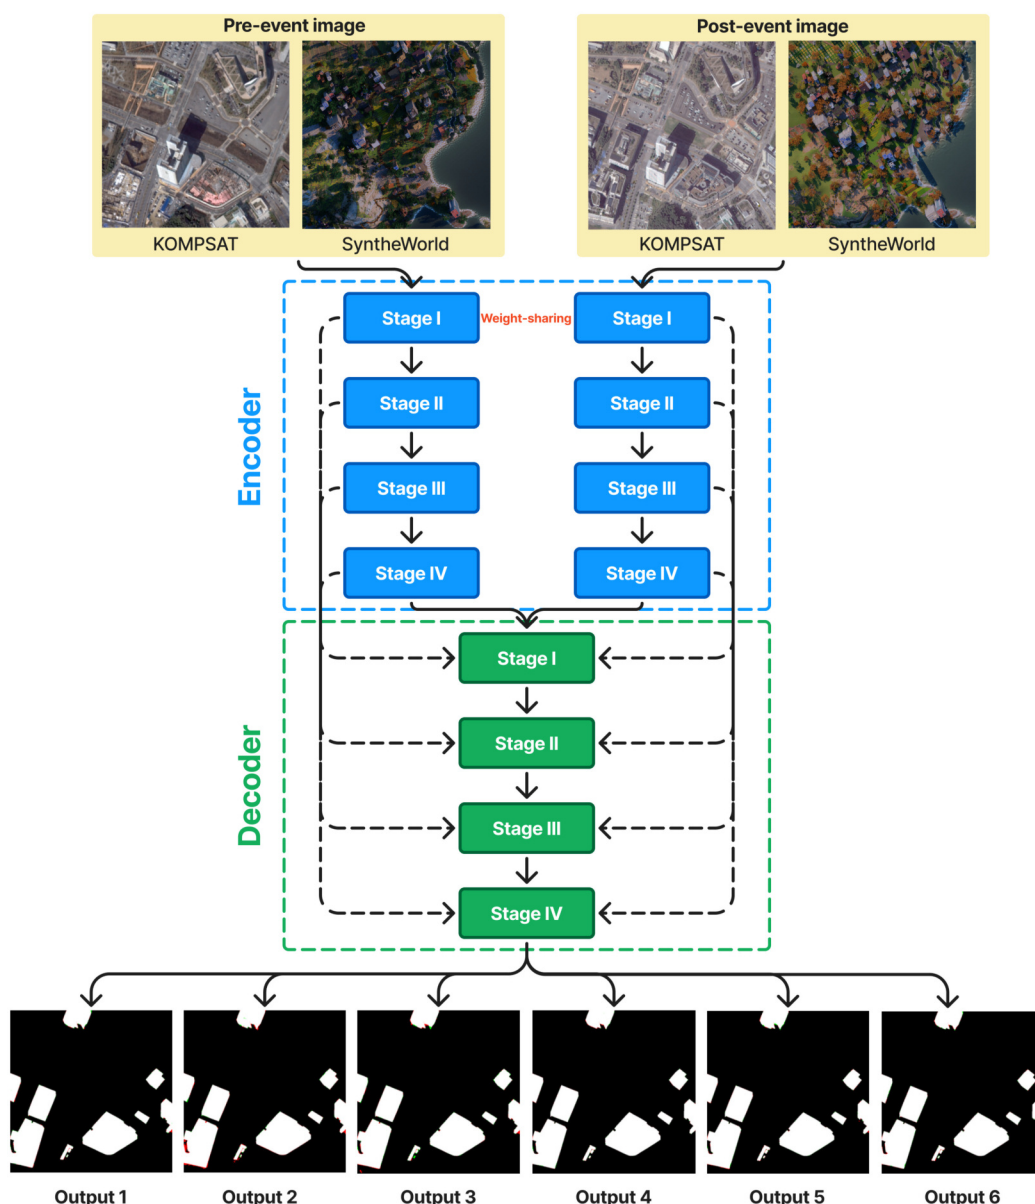 Pre-event image
Post-event image
KOMPSAT
SyntheWorld
KOMPSAT
SyntheWorld
Encoder
Stage I
Weight-sharing
Stage I
Stage II
Stage II
Stage III
Stage III
Stage IV
Stage IV
Decoder
Stage I
Stage II
Stage III
Stage IV
Output 1
Output 2
Output 3
Output 4
Output 5
Output 6